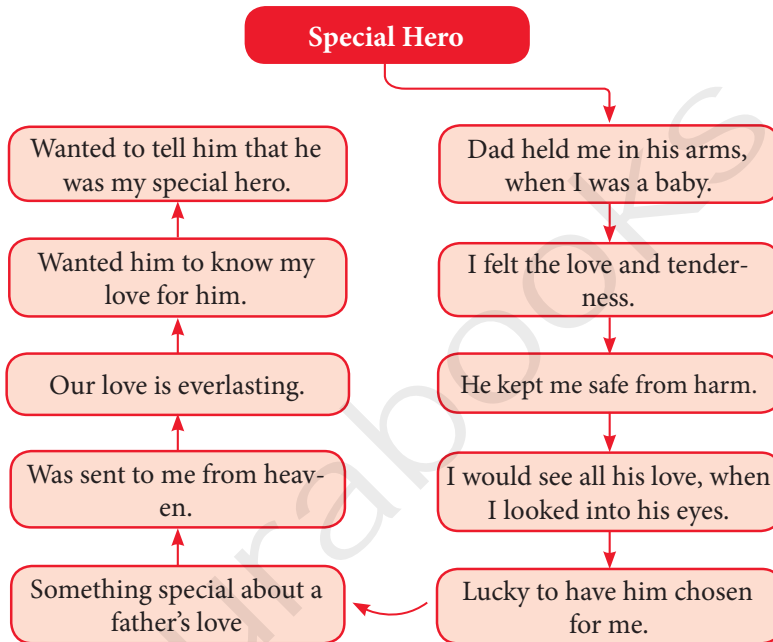 Special Hero
Dad held me in his arms,
when I was a baby.
I felt the love and tender-
ness.
He kept me safe from harm.
I would see all his love, when
I looked into his eyes.
Lucky to have him chosen
for me.
Something special about a
father’s love
Was sent to me from heav-
en.
Our love is everlasting.
Wanted him to know my
love for him.
Wanted to tell him that he
was my special hero.
urabooks